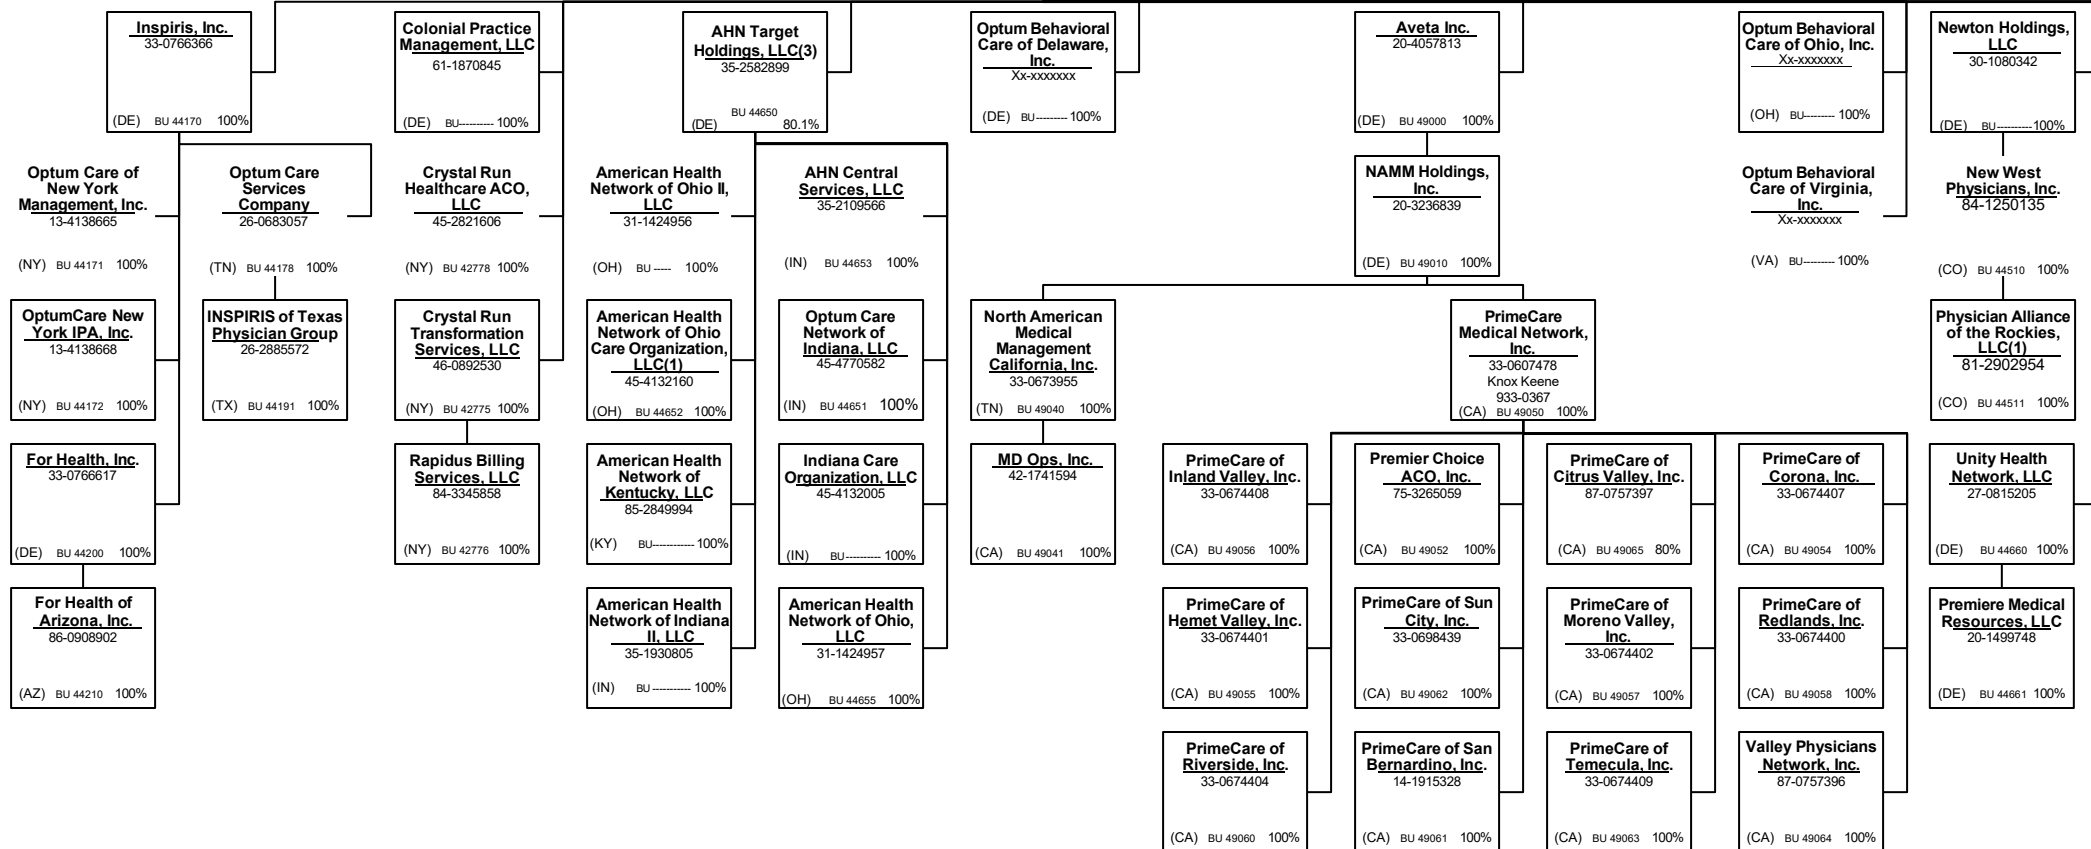 Inspiris, Inc.
33-0766366
(DE) BU 44170 100%
Colonial Practice
Management, LLC
61-1870845
(DE) BU---------- 100%
AHN Target
Holdings, LLC(3)
35-2582899
BU 44650
(DE) 80.1%
Optum Behavioral
Care of Delaware,
Inc.
Xx-xxxxxxx
(DE) BU--------- 100%
Aveta Inc.
20-4057813
(DE) BU 49000 100%
Optum Behavioral
Care of Ohio, Inc.
Xx-xxxxxxx
(OH) BU--------- 100%
Newton Holdings,
LLC
30-1080342
(DE) BU----------100%
Optum Care of
New York
Management, Inc.
13-4138665
(NY) BU 44171 100%
Optum Care
Services
Company
26-0683057
(TN) BU 44178 100%
Crystal Run
Healthcare ACO,
LLC
45-2821606
(NY) BU 42778 100%
American Health
Network of Ohio II,
LLC
31-1424956
(OH) BU ----- 100%
AHN Central
Services, LLC
35-2109566
(IN) BU 44653 100%
NAMM Holdings,
Inc.
20-3236839
(DE) BU 49010 100%
Optum Behavioral
Care of Virginia,
Inc.
Xx-xxxxxxx
(VA) BU--------- 100%
New West
Physicians, Inc.
84-1250135
(CO) BU 44510 100%
OptumCare New
York IPA, Inc.
13-4138668
(NY) BU 44172 100%
INSPIRIS of Texas
Physician Group
26-2885572
(TX) BU 44191 100%
Crystal Run
Transformation
Services, LLC
46-0892530
(NY) BU 42775 100%
American Health
Network of Ohio
Care Organization,
LLC(1)
45-4132160
(OH) BU 44652 100%
Optum Care
Network of
Indiana, LLC
45-4770582
(IN) BU 44651 100%
North American
Medical
Management
California, Inc.
33-0673955
(TN) BU 49040 100%
PrimeCare
Medical Network,
Inc.
33-0607478
Knox Keene
933-0367
(CA) BU 49050 100%
Physician Alliance
of the Rockies,
LLC(1)
81-2902954
(CO) BU 44511 100%
For Health, Inc.
33-0766617
(DE) BU 44200 100%
Rapidus Billing
Services, LLC
84-3345858
(NY) BU 42776 100%
American Health
Network of
Kentucky, LLC
85-2849994
(KY) BU------------ 100%
Indiana Care
Organization, LLC
45-4132005
(IN) BU---------- 100%
MD Ops, Inc.
42-1741594
(CA) BU 49041 100%
PrimeCare of
Inland Valley, Inc.
33-0674408
(CA) BU 49056 100%
Premier Choice
ACO, Inc.
75-3265059
(CA) BU 49052 100%
PrimeCare of
Citrus Valley, Inc.
87-0757397
(CA) BU 49065 80%
PrimeCare of
Corona, Inc.
33-0674407
(CA) BU 49054 100%
Unity Health
Network, LLC
27-0815205
(DE) BU 44660 100%
For Health of
Arizona, Inc.
86-0908902
(AZ) BU 44210 100%
American Health
Network of Indiana
II, LLC
35-1930805
(IN) BU ----------- 100%
American Health
Network of Ohio,
LLC
31-1424957
(OH) BU 44655 100%
PrimeCare of
Hemet Valley, Inc.
33-0674401
(CA) BU 49055 100%
PrimeCare of Sun
City, Inc.
33-0698439
(CA) BU 49062 100%
PrimeCare of
Moreno Valley,
Inc.
33-0674402
(CA) BU 49057 100%
PrimeCare of
Redlands, Inc.
33-0674400
(CA) BU 49058 100%
Premiere Medical
Resources, LLC
20-1499748
(DE) BU 44661 100%
PrimeCare of
Riverside, Inc.
33-0674404
(CA) BU 49060 100%
PrimeCare of San
Bernardino, Inc.
14-1915328
(CA) BU 49061 100%
PrimeCare of
Temecula, Inc.
33-0674409
(CA) BU 49063 100%
Valley Physicians
Network, Inc.
87-0757396
(CA) BU 49064 100%